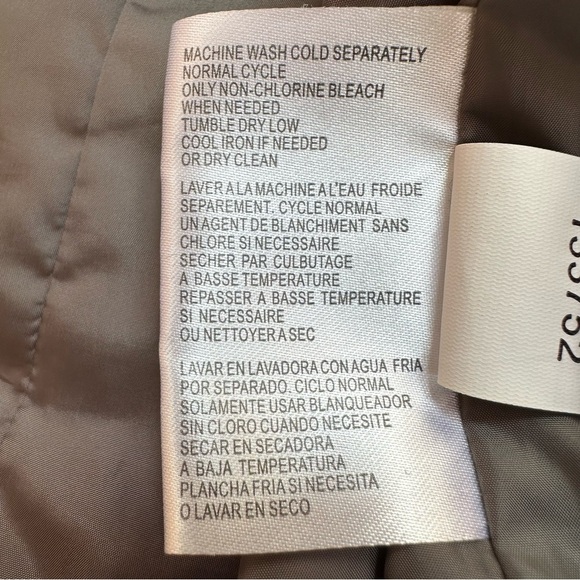 MACHINE WASH COLD SEPARATELY
NORMAL CYCLE
ONLY NON-CHLORINE BLEACH
WHEN NEEDED
TUMBLE DRY LOW
COOL IRON IF NEEDED
OR DRY CLEAN
LAVER A LA MACHINE A L'EAU FROIDE
SEPAREMENT. CYCLE NORMAL
UN AGENT DE BLANCHIMENT SANS
CHLORE SI NECESSAIRE
SECHER PAR CULBUTAGE
A BASSE TEMPERATURE
REPASSER A BASSE TEMPERATURE
SI NECESSAIRE
OU NETTOYER A SEC
LAVAR EN LAVADORA CON AGUA FRIA
POR SEPARADO. CICLO NORMAL
SOLAMENTE USAR BLANQUEADOR
SIN CLORO CUANDO NECESITE
SECAR EN SECADORA
A BAJA TEMPERATURA
PLANCHA FRIA SI NECESITA
O LAVAR EN SECO